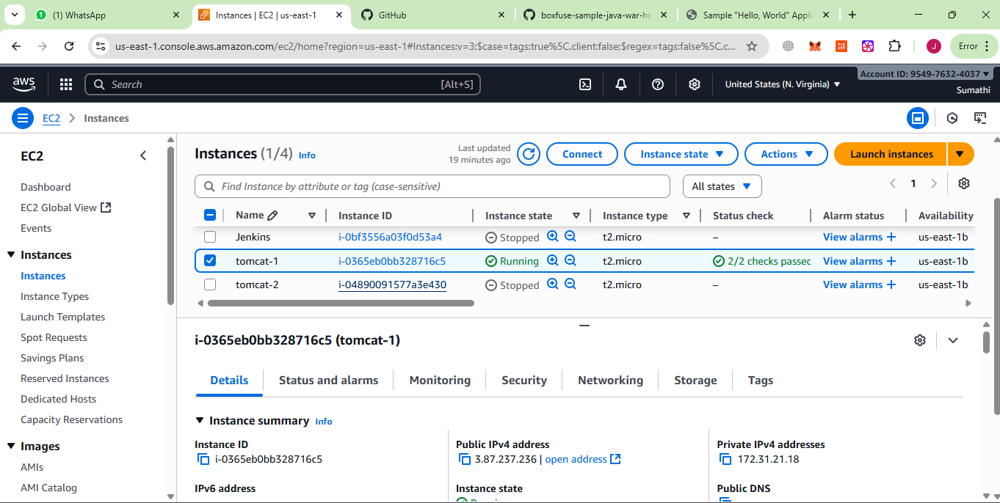 (1) WhatsApp
Instances | EC2 | us-east-1
GitHub
boxfuse-sample-java-war-he
Sample "Hello, World" Appli
us-east-1.console.aws.amazon.com/ec2/home?region=us-east-1#Instances:v=3;$case=tags:true%5C,client:false;$regex=tags:false%5C,c...
J
Error
aws
Search [Alt+S]
United States (N. Virginia)
Account ID: 9549-7632-4037
Sumathi
EC2 > Instances
EC2
Dashboard
EC2 Global View
Events
Instances
Instances
Instance Types
Launch Templates
Spot Requests
Savings Plans
Reserved Instances
Dedicated Hosts
Capacity Reservations
Images
AMIs
AMI Catalog
Instances (1/4) Info
Last updated
19 minutes ago
Connect
Instance state
Actions
Launch instances
Find Instance by attribute or tag (case-sensitive)
All states
1
Name Instance ID Instance state Instance type Status check Alarm status Availability
Jenkins i-0bf3556a03f0d53a4 Stopped t2.micro – View alarms + us-east-1b
tomcat-1 i-0365eb0bb328716c5 Running t2.micro 2/2 checks passec View alarms + us-east-1b
tomcat-2 i-04890091577a3e430 Stopped t2.micro – View alarms + us-east-1b
i-0365eb0bb328716c5 (tomcat-1)
Details
Status and alarms
Monitoring
Security
Networking
Storage
Tags
Instance summary Info
Instance ID
i-0365eb0bb328716c5
Public IPv4 address
3.87.237.236 | open address
Private IPv4 addresses
172.31.21.18
IPv6 address
Instance state
Running
Public DNS